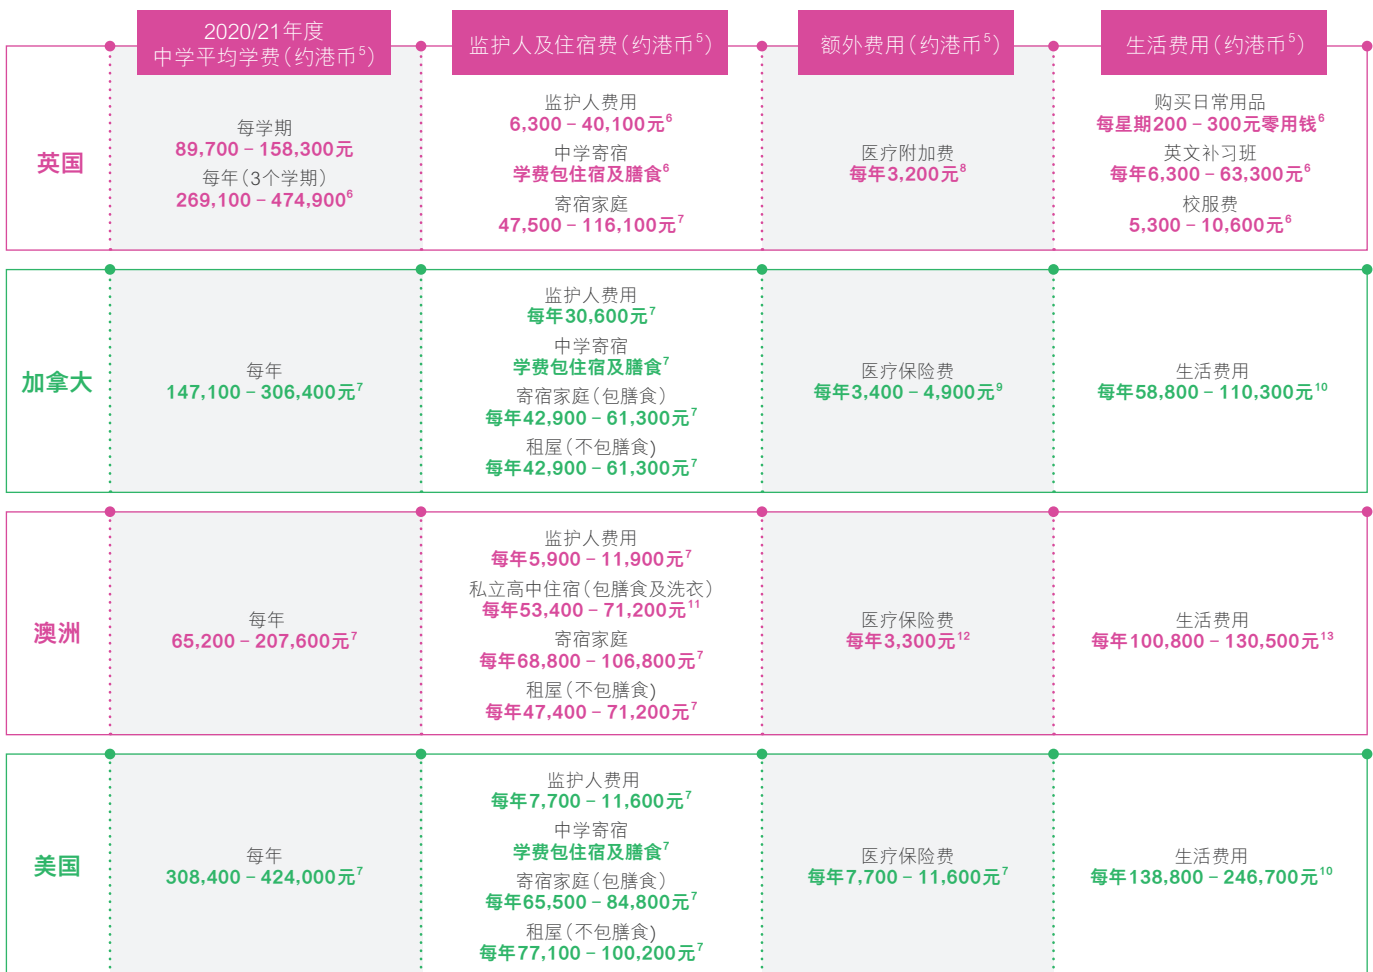 2020/21年度
中学平均学费(约港币5)
监护人及住宿费(约港币5)
额外费用(约港币5)
生活费用(约港币5)
英国
每学期
89,700 – 158,300元
每年(3个学期)
269,100 – 474,9006
监护人费用
6,300 – 40,100元6
中学寄宿
学费包住宿及膳食6
寄宿家庭
47,500 – 116,100元7
医疗附加费
每年3,200元8
购买日常用品
每星期200 – 300元零用钱6
英文补习班
每年6,300 – 63,300元6
校服费
5,300 – 10,600元6
加拿大
每年
147,100 – 306,400元7
监护人费用
每年30,600元7
中学寄宿
学费包住宿及膳食7
寄宿家庭(包膳食)
每年42,900 – 61,300元7
租屋(不包膳食)
每年42,900 – 61,300元7
医疗保险费
每年3,400 – 4,900元9
生活费用
每年58,800 – 110,300元10
澳洲
每年
65,200 – 207,600元7
监护人费用
每年5,900 – 11,900元7
私立高中住宿(包膳食及洗衣)
每年53,400 – 71,200元11
寄宿家庭
每年68,800 – 106,800元7
租屋(不包膳食)
每年47,400 – 71,200元7
医疗保险费
每年3,300元12
生活费用
每年100,800 – 130,500元13
美国
每年
308,400 – 424,000元7
监护人费用
每年7,700 – 11,600元7
中学寄宿
学费包住宿及膳食7
寄宿家庭(包膳食)
每年65,500 – 84,800元7
租屋(不包膳食)
每年77,100 – 100,200元7
医疗保险费
每年7,700 – 11,600元7
生活费用
每年138,800 – 246,700元10